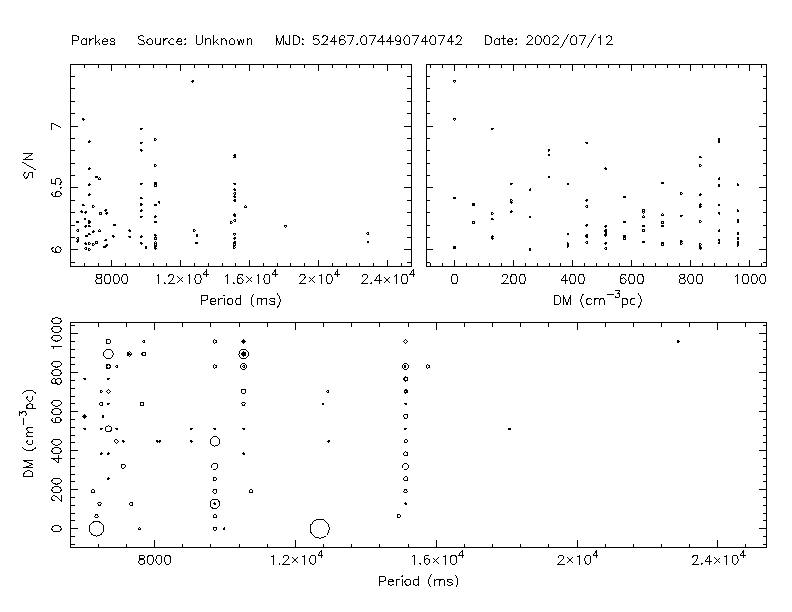 Parkes Source: Unknown MJD: 52467.074490740742 Date: 2002/07/12
S/N
7
6.5
6
8000 1.2×10⁴ 1.6×10⁴ 2×10⁴ 2.4×10⁴
Period (ms)
0 200 400 600 800 1000
DM (cm⁻³pc)
DM (cm⁻³pc)
1000
800
600
400
200
0
8000 1.2×10⁴ 1.6×10⁴ 2×10⁴ 2.4×10⁴
Period (ms)